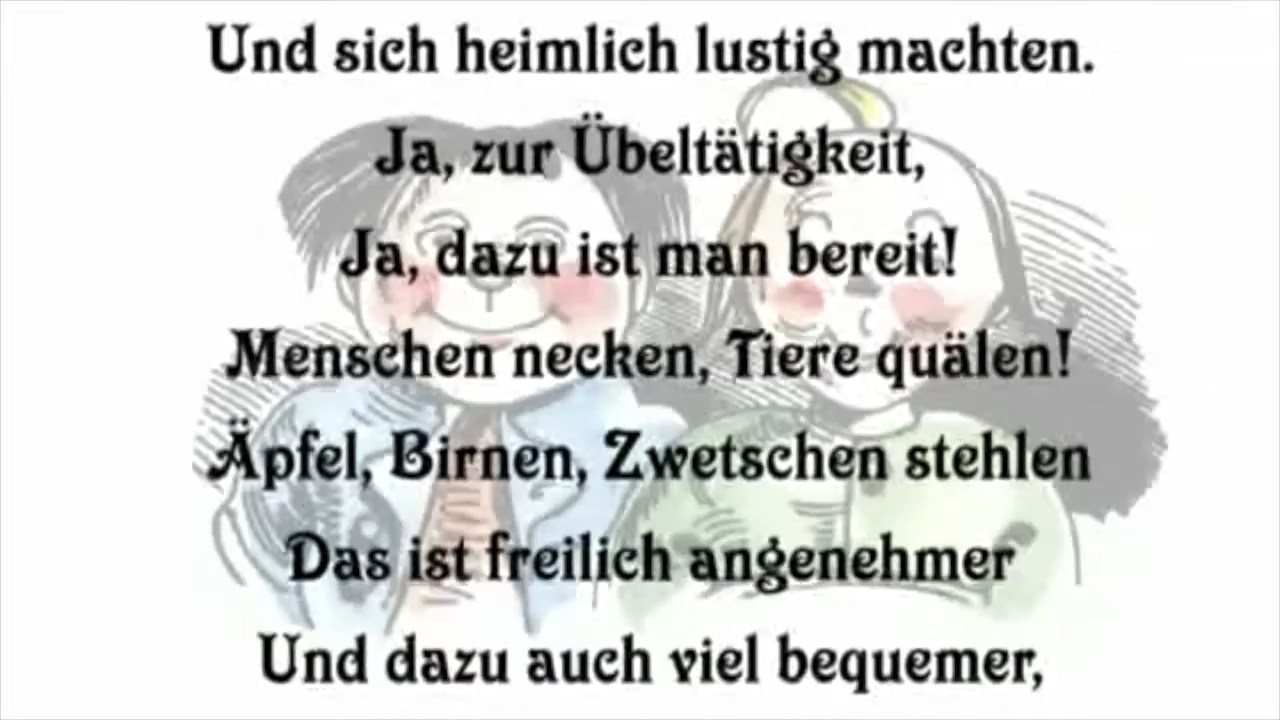 Und sich heimlich lustig machten.
Ja, zur Übeltätigkeit,
Ja, dazu ist man bereit!
Menschen necken, Tiere quälen!
Äpfel, Birnen, Zwetschen stehlen
Das ist freilich angenehmer
Und dazu auch viel bequemer,